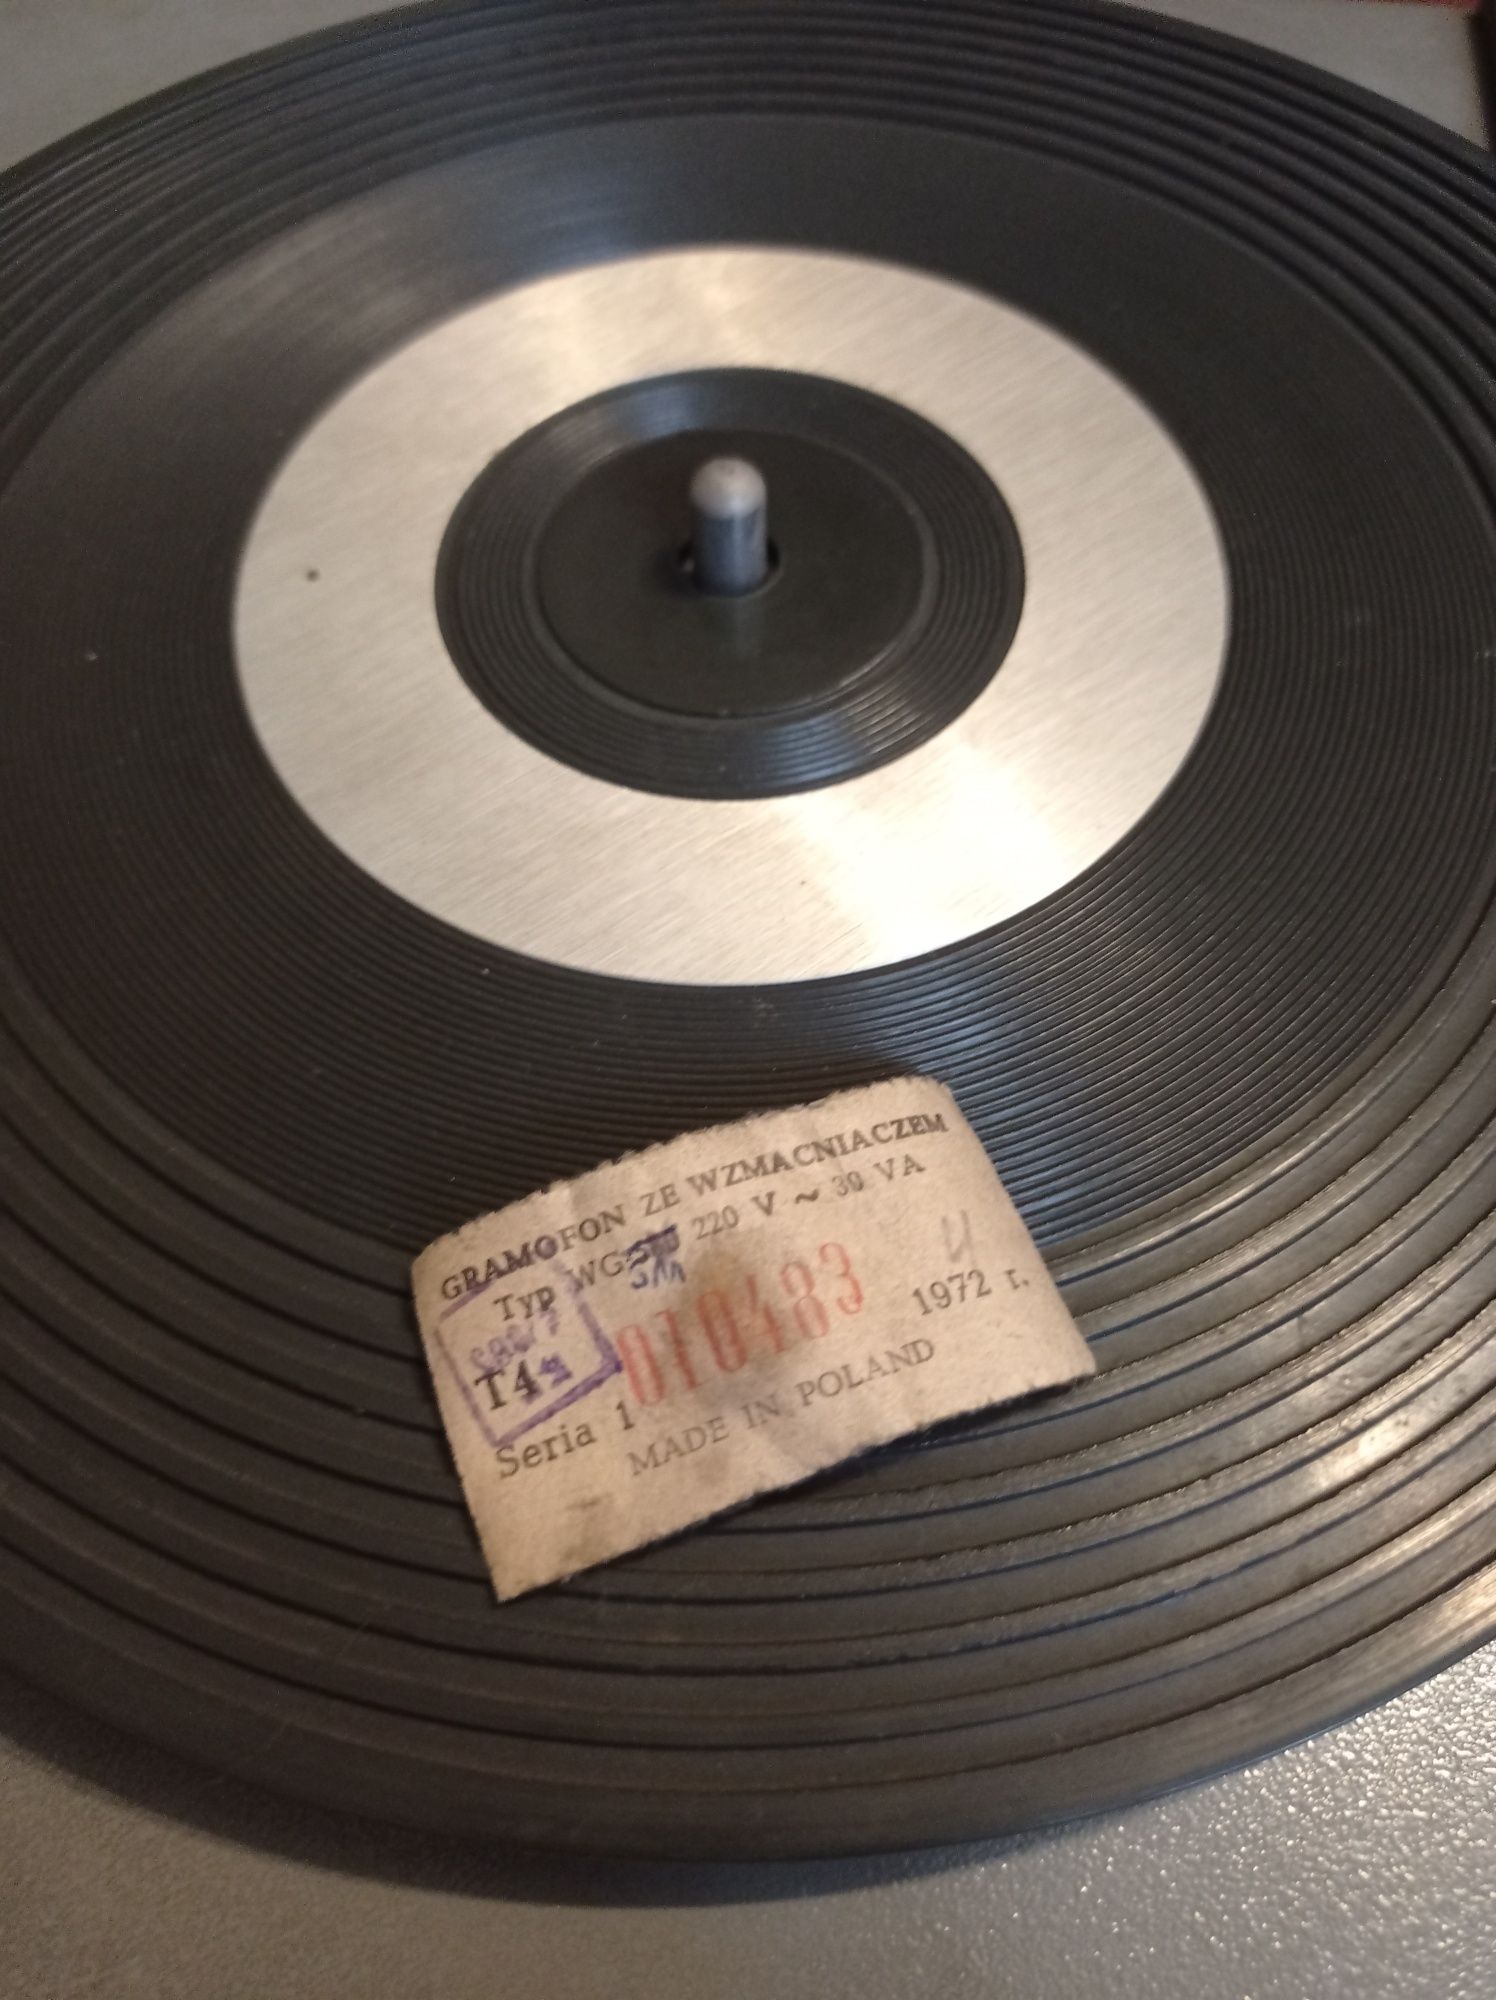 GRAMOFON ZE WZMACNIACZEM
Typ WG- 220 V ~ 30 VA
T4
010483
1972 r.
Seria 1
MADE IN POLAND